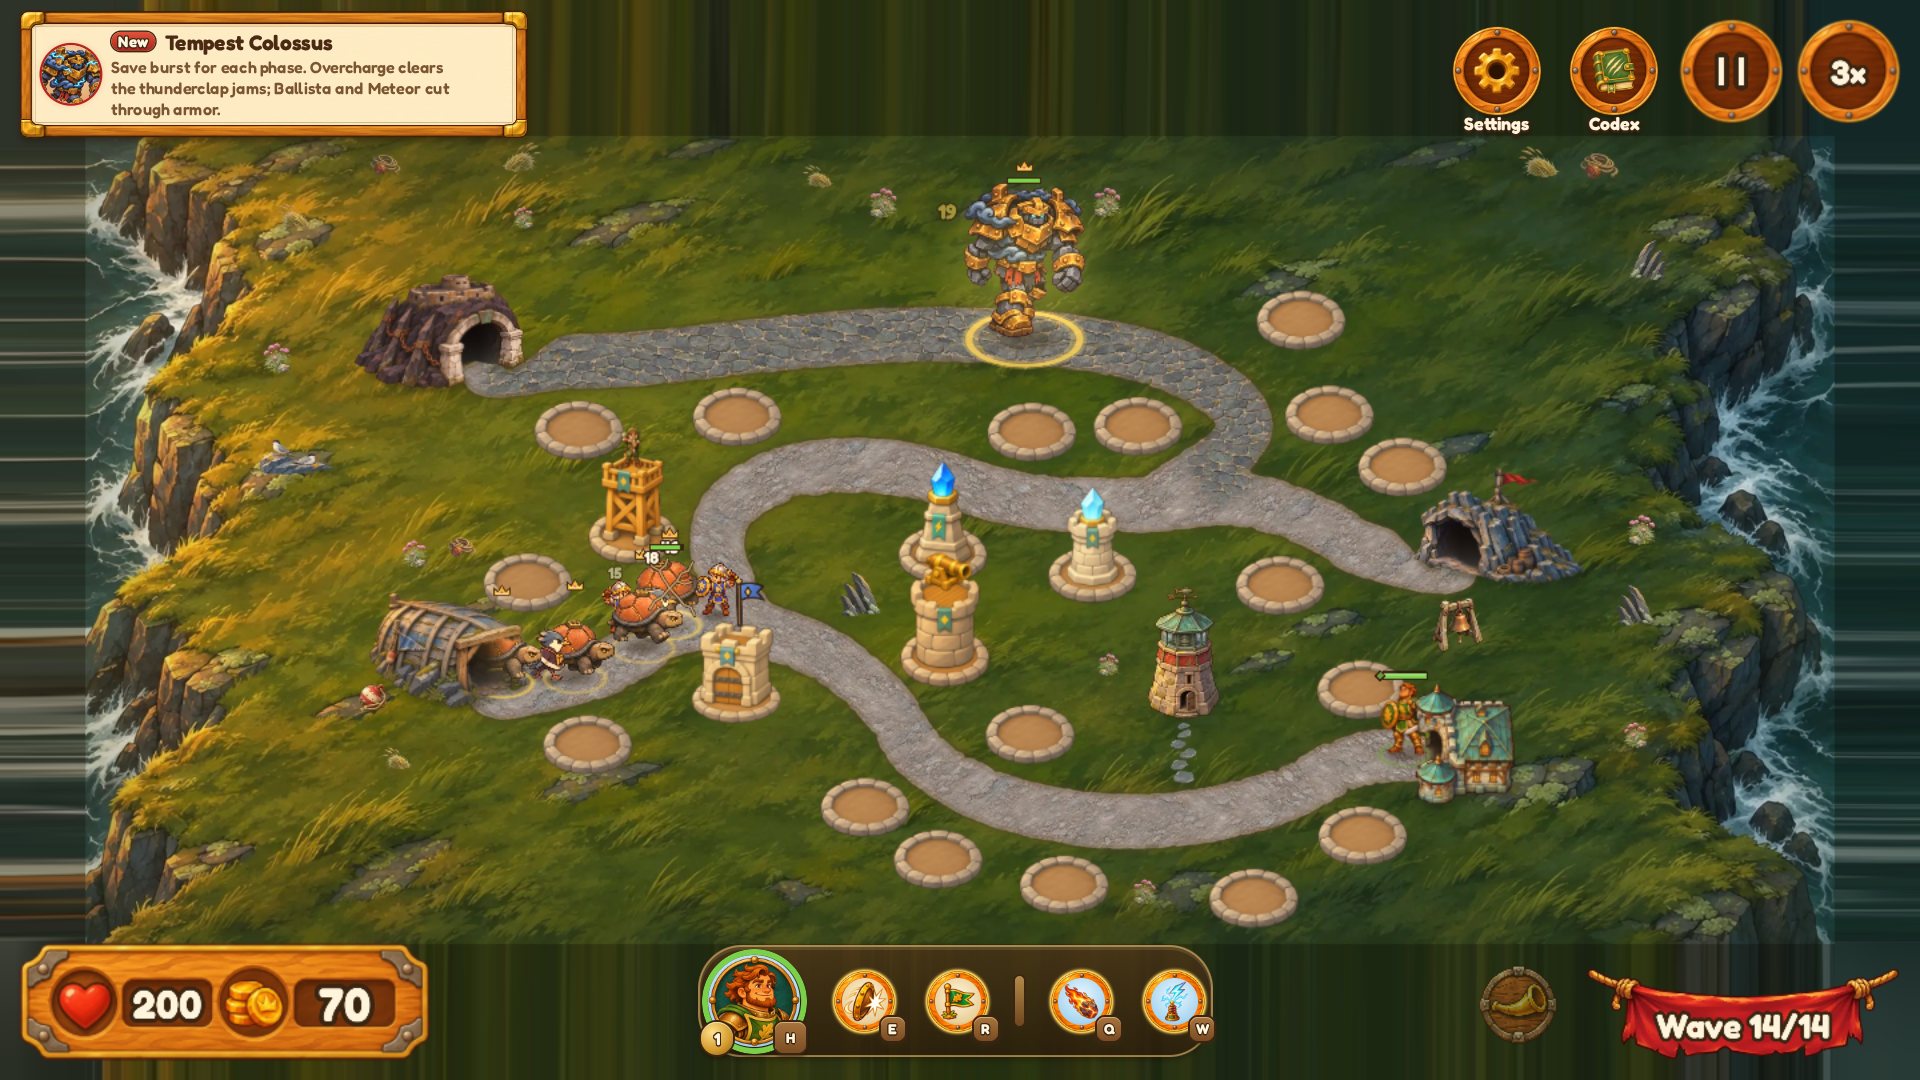 New Tempest Colossus
Save burst for each phase. Overcharge clears
the thunderclap jams; Ballista and Meteor cut
through armor.
Settings
Codex
3x
19
18
15
200
70
1
H
E
R
Q
W
Wave 14/14